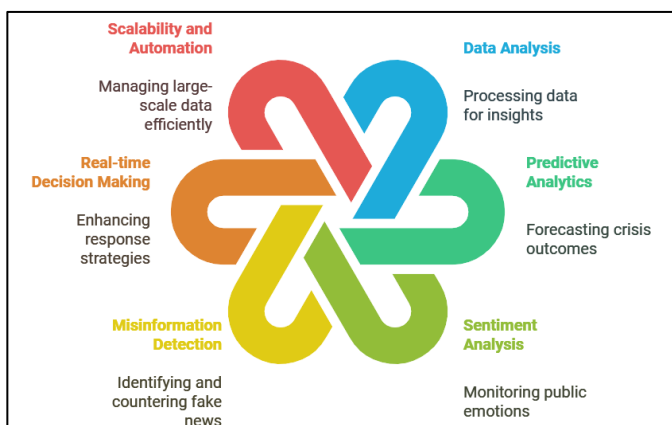 Scalability and
Automation
Managing large-
scale data
efficiently
Data Analysis
Processing data
for insights
Real-time
Decision Making
Enhancing
response
strategies
Predictive
Analytics
Forecasting crisis
outcomes
Misinformation
Detection
Identifying and
countering fake
news
Sentiment
Analysis
Monitoring public
emotions